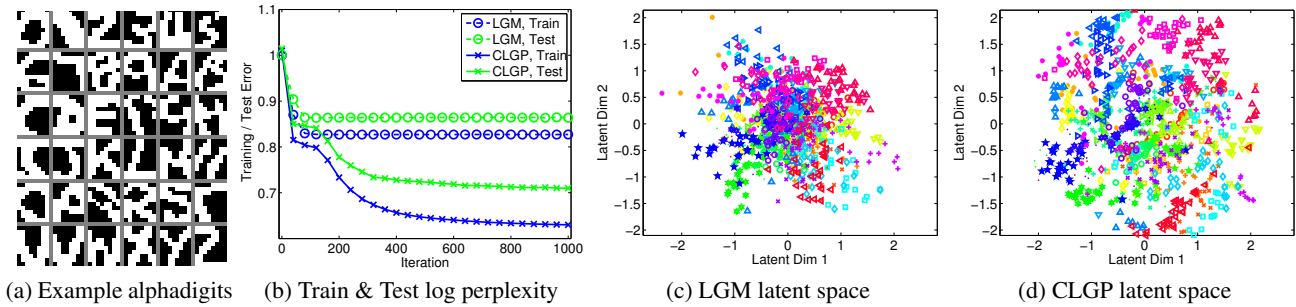 1.1
1
0.9
0.8
0.7
0
200
400
600
800
1000
Training / Test Error
Iteration
LGM, Train
LGM, Test
CLGP, Train
CLGP, Test
2
1.5
1
0.5
0
−0.5
−1
−1.5
−2
−2
−1
0
1
2
Latent Dim 2
Latent Dim 1
2
1.5
1
0.5
0
−0.5
−1
−1.5
−2
−2
−1
0
1
2
Latent Dim 2
Latent Dim 1
(a) Example alphadigits
(b) Train & Test log perplexity
(c) LGM latent space
(d) CLGP latent space